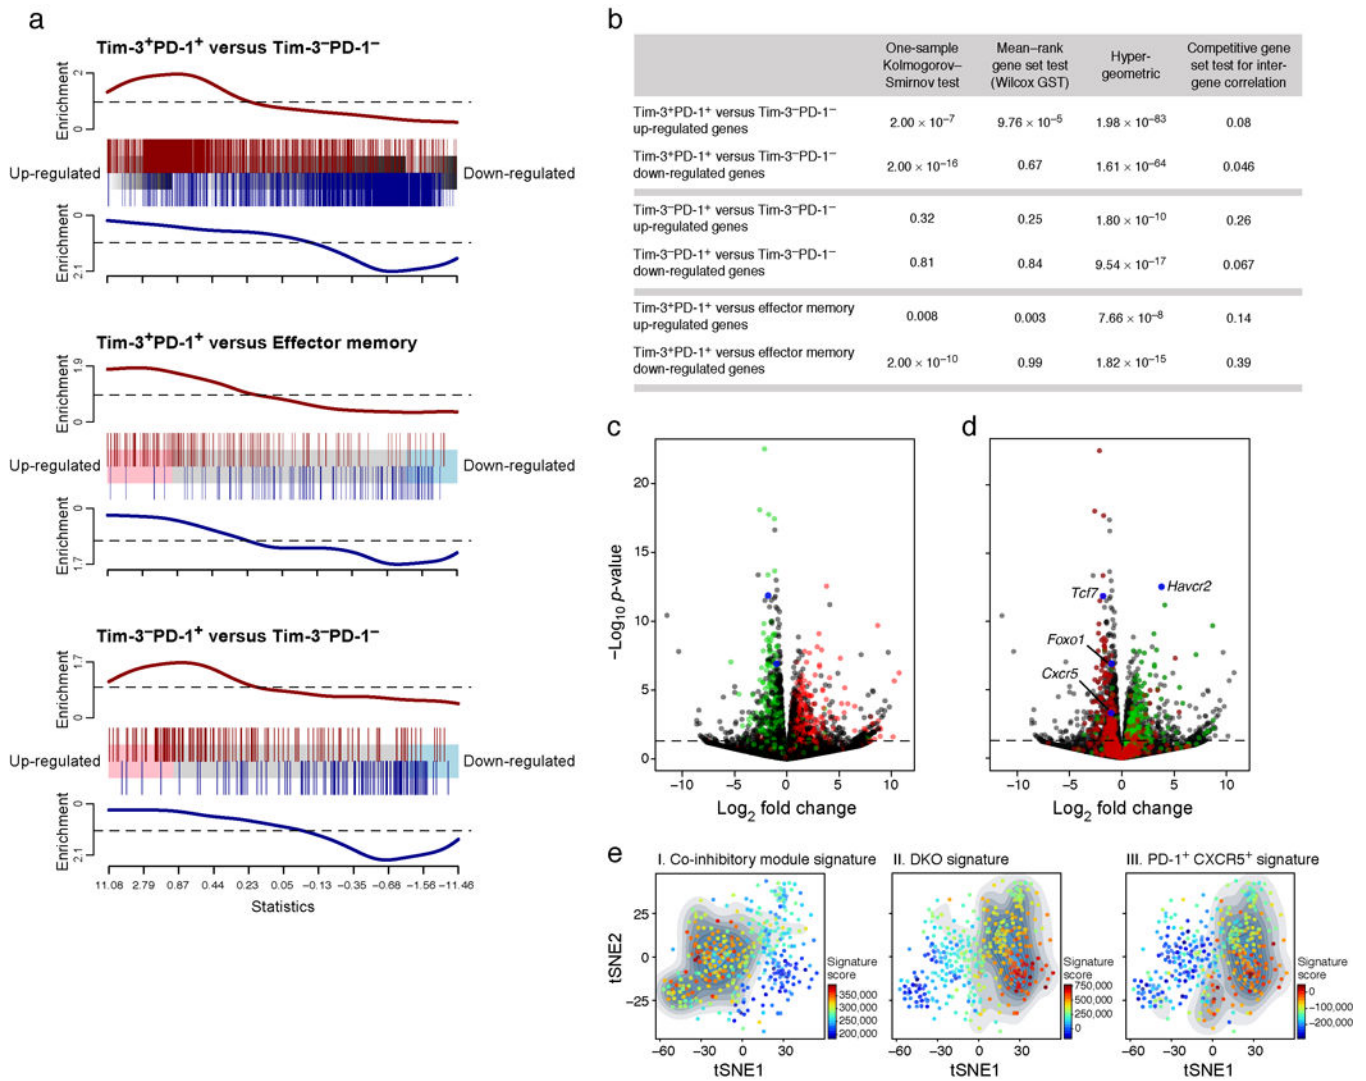 a
Tim-3⁺PD-1⁺ versus Tim-3⁻PD-1⁻
Enrichment
2
0
Up-regulated
Down-regulated
Enrichment
0
2.1
Tim-3⁺PD-1⁺ versus Effector memory
Enrichment
1.9
0
Up-regulated
Down-regulated
Enrichment
0
1.7
Tim-3⁻PD-1⁺ versus Tim-3⁻PD-1⁻
Enrichment
1.7
0
Up-regulated
Down-regulated
Enrichment
0
2.1
11.08 2.79 0.87 0.44 0.23 0.05 −0.13 −0.35 −0.68 −1.56 −11.46
Statistics
b
One-sample Kolmogorov–Smirnov test
Mean–rank gene set test (Wilcox GST)
Hyper-geometric
Competitive gene set test for inter-gene correlation
Tim-3⁺PD-1⁺ versus Tim-3⁻PD-1⁻ up-regulated genes 2.00 × 10⁻⁷ 9.76 × 10⁻⁵ 1.98 × 10⁻⁸³ 0.08
Tim-3⁺PD-1⁺ versus Tim-3⁻PD-1⁻ down-regulated genes 2.00 × 10⁻¹⁶ 0.67 1.61 × 10⁻⁶⁴ 0.046
Tim-3⁻PD-1⁺ versus Tim-3⁻PD-1⁻ up-regulated genes 0.32 0.25 1.80 × 10⁻¹⁰ 0.26
Tim-3⁻PD-1⁺ versus Tim-3⁻PD-1⁻ down-regulated genes 0.81 0.84 9.54 × 10⁻¹⁷ 0.067
Tim-3⁺PD-1⁺ versus effector memory up-regulated genes 0.008 0.003 7.66 × 10⁻⁸ 0.14
Tim-3⁺PD-1⁺ versus effector memory down-regulated genes 2.00 × 10⁻¹⁰ 0.99 1.82 × 10⁻¹⁵ 0.39
c
−Log₁₀ p-value
20
15
10
5
0
−10 −5 0 5 10
Log₂ fold change
d
Tcf7
Havcr2
Foxo1
Cxcr5
−10 −5 0 5 10
Log₂ fold change
e
I. Co-inhibitory module signature
tSNE2
25
0
−25
−60 −30 0 30
tSNE1
Signature score
350,000
300,000
250,000
200,000
II. DKO signature
−60 −30 0 30
tSNE1
Signature score
750,000
500,000
250,000
0
III. PD-1⁺ CXCR5⁺ signature
−60 −30 0 30
tSNE1
Signature score
0
−100,000
−200,000